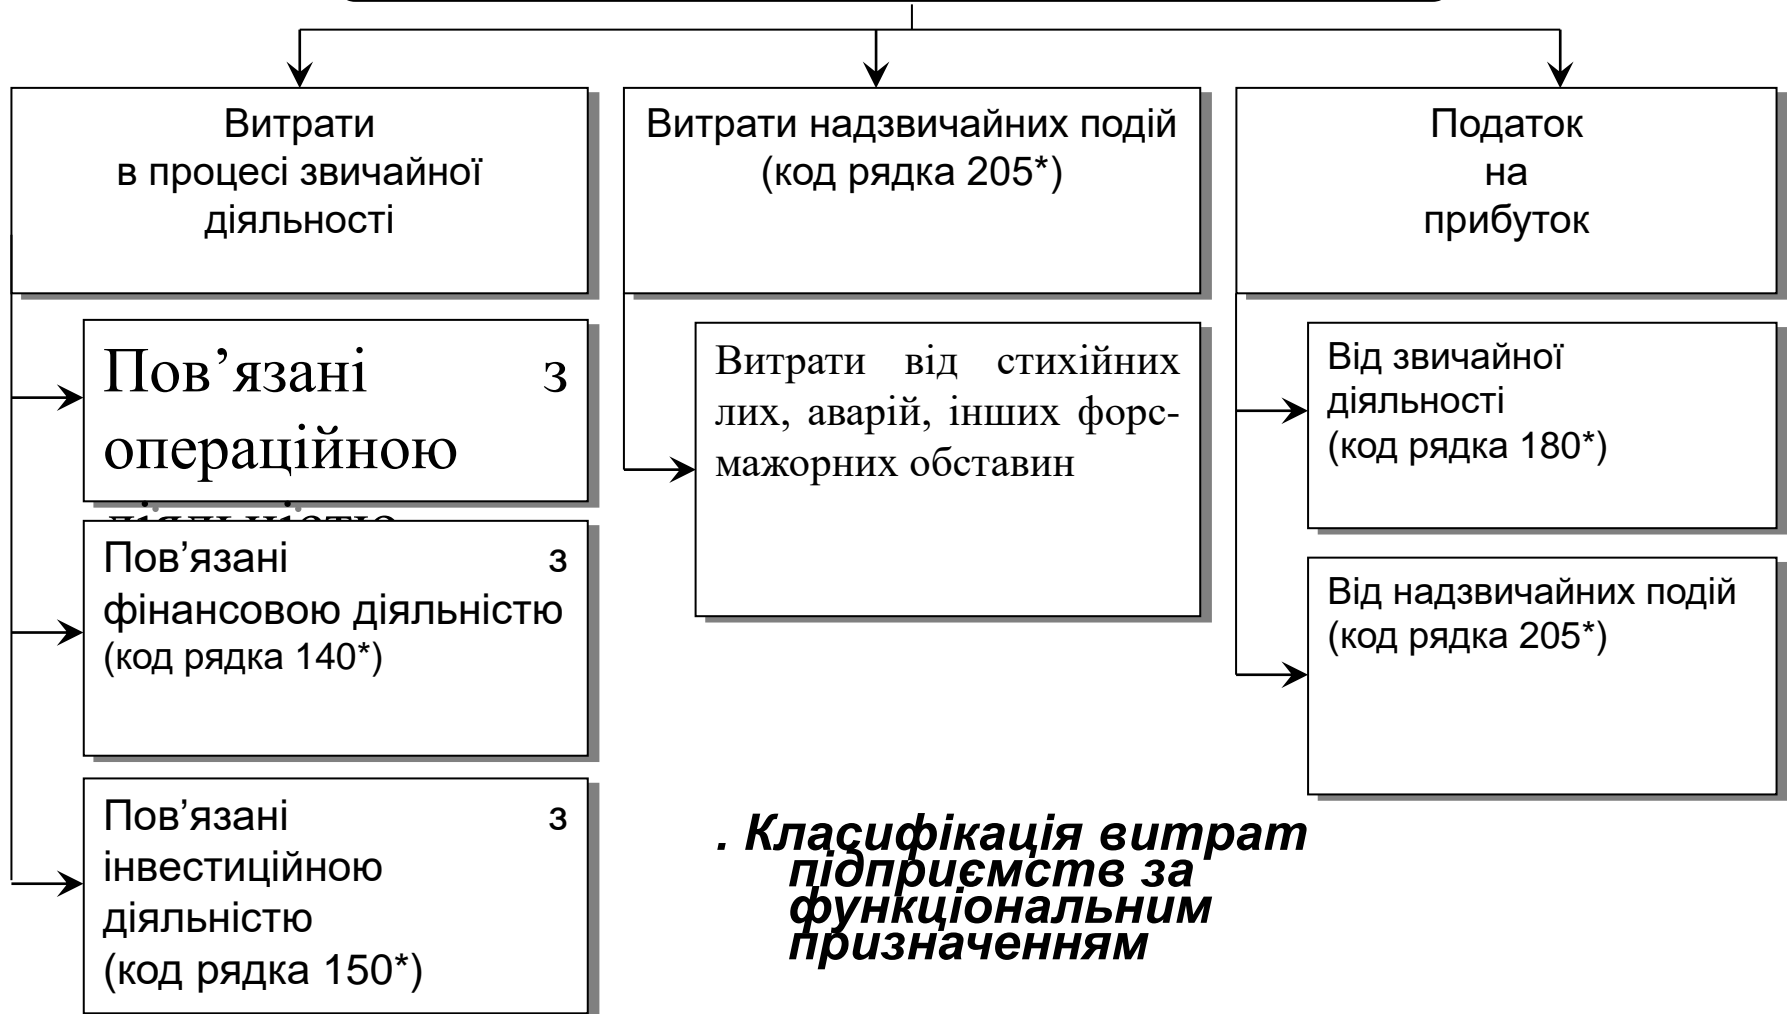 Витрати
в процесі звичайної
діяльності
Пов’язані з
операційною
Пов’язані з
фінансовою діяльністю
(код рядка 140*)
Пов’язані з
інвестиційною
діяльністю
(код рядка 150*)
Витрати надзвичайних подій
(код рядка 205*)
Витрати від стихійних
лих, аварій, інших форс-
мажорних обставин
Податок
на
прибуток
Від звичайної
діяльності
(код рядка 180*)
Від надзвичайних подій
(код рядка 205*)
. Класифікація витрат
підприємств за
функціональним
призначенням